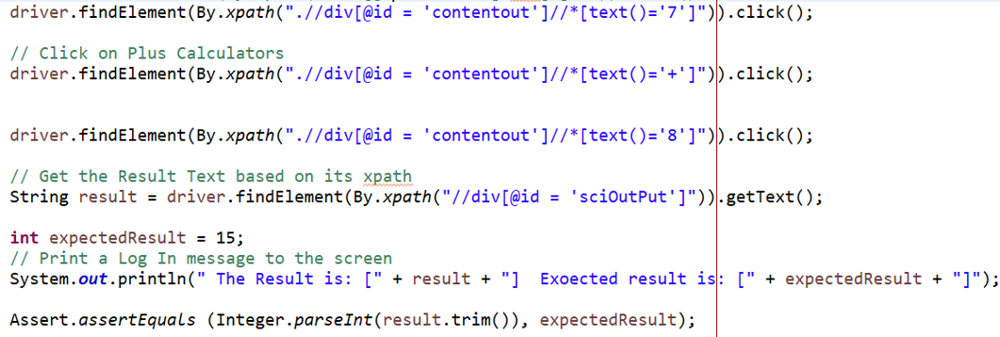 driver.findElement(By.xpath(".//div[@id = 'contentout']//*[text()='7']")).click();
// Click on Plus Calculators
driver.findElement(By.xpath(".//div[@id = 'contentout']//*[text()='+']")).click();
driver.findElement(By.xpath(".//div[@id = 'contentout']//*[text()='8']")).click();
// Get the Result Text based on its xpath
String result = driver.findElement(By.xpath("//div[@id = 'sciOutPut']")).getText();
int expectedResult = 15;
// Print a Log In message to the screen
System.out.println(" The Result is: [" + result + "]  Exoected result is: [" + expectedResult + "]");
Assert.assertEquals (Integer.parseInt(result.trim()), expectedResult);